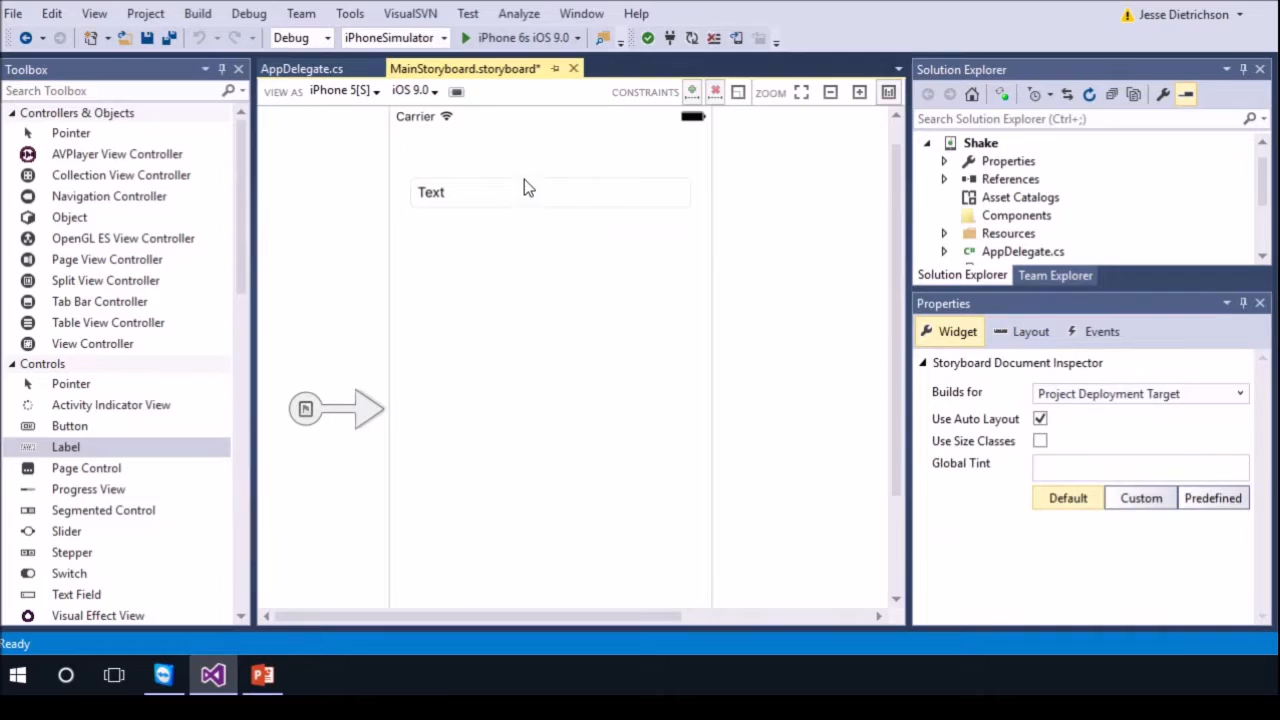 File Edit View Project Build Debug Team Tools VisualSVN Test Analyze Window Help Jesse Dietrichson
Debug iPhoneSimulator iPhone 6s iOS 9.0
Toolbox
Search Toolbox
Controllers & Objects
Pointer
AVPlayer View Controller
Collection View Controller
Navigation Controller
Object
OpenGL ES View Controller
Page View Controller
Split View Controller
Tab Bar Controller
Table View Controller
View Controller
Controls
Pointer
Activity Indicator View
Button
Label
Page Control
Progress View
Segmented Control
Slider
Stepper
Switch
Text Field
Visual Effect View
AppDelegate.cs MainStoryboard.storyboard*
VIEW AS iPhone 5[S] iOS 9.0 CONSTRAINTS ZOOM
Carrier
Text
Solution Explorer
Search Solution Explorer (Ctrl+;)
Shake
Properties
References
Asset Catalogs
Components
Resources
AppDelegate.cs
Solution Explorer Team Explorer
Properties
Widget Layout Events
Storyboard Document Inspector
Builds for Project Deployment Target
Use Auto Layout
Use Size Classes
Global Tint
Default Custom Predefined
Ready